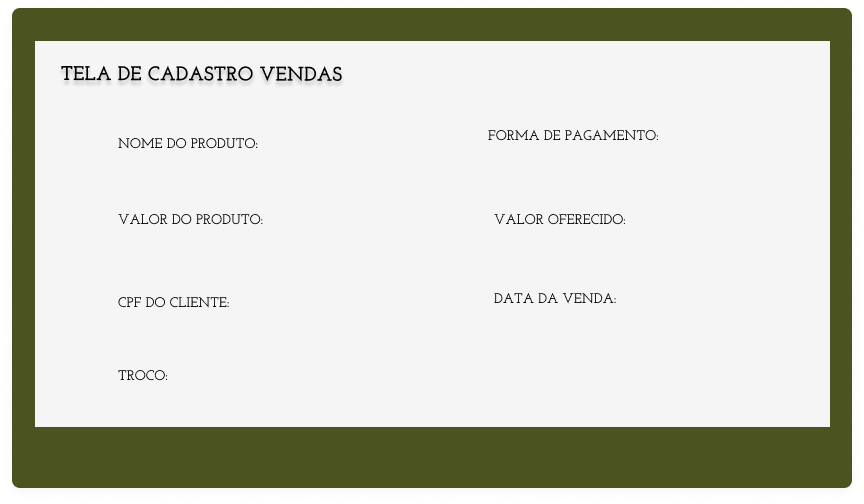 TELA DE CADASTRO VENDAS
NOME DO PRODUTO:
FORMA DE PAGAMENTO:
VALOR DO PRODUTO:
VALOR OFERECIDO:
CPF DO CLIENTE:
DATA DA VENDA:
TROCO: